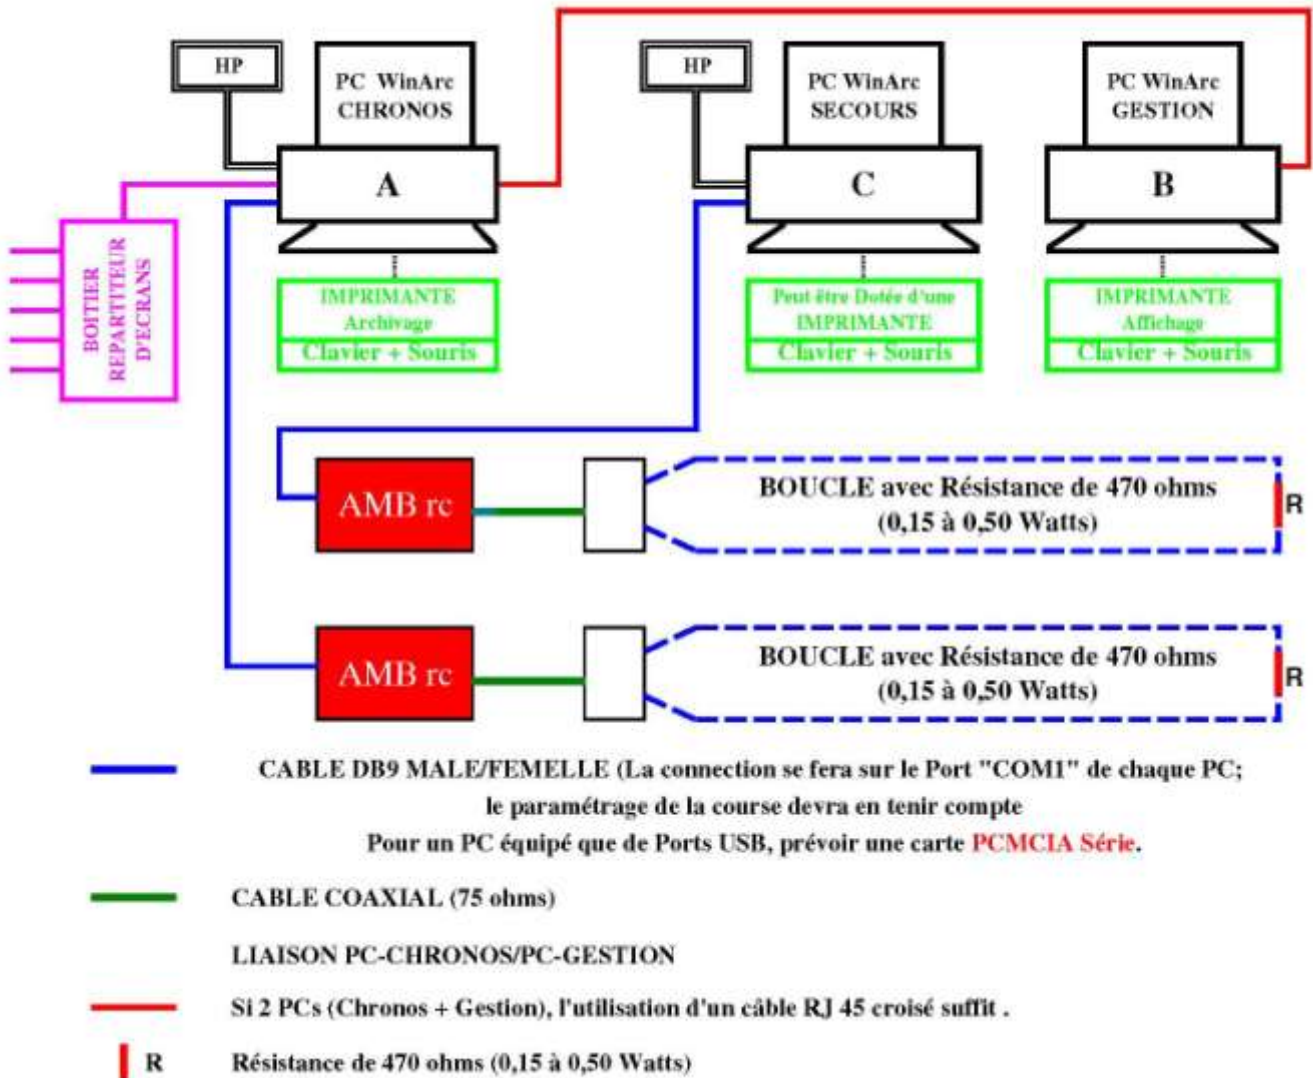 HP
PC WinArc
CHRONOS
A
HP
PC WinArc
SECOURS
C
PC WinArc
GESTION
B
BOITIER
REPARTITEUR
D'ECRANS
IMPRIMANTE
Archivage
Clavier + Souris
Peut être Dotée d'une
IMPRIMANTE
Clavier + Souris
IMPRIMANTE
Affichage
Clavier + Souris
AMB rc
BOUCLE avec Résistance de 470 ohms
(0,15 à 0,50 Watts)
R
AMB rc
BOUCLE avec Résistance de 470 ohms
(0,15 à 0,50 Watts)
R
CABLE DB9 MALE/FEMELLE (La connection se fera sur le Port "COM1" de chaque PC;
le paramétrage de la course devra en tenir compte
Pour un PC équipé que de Ports USB, prévoir une carte PCMCIA Série.
CABLE COAXIAL (75 ohms)
LIAISON PC-CHRONOS/PC-GESTION
Si 2 PCs (Chronos + Gestion), l'utilisation d'un câble RJ 45 croisé suffit .
R Résistance de 470 ohms (0,15 à 0,50 Watts)